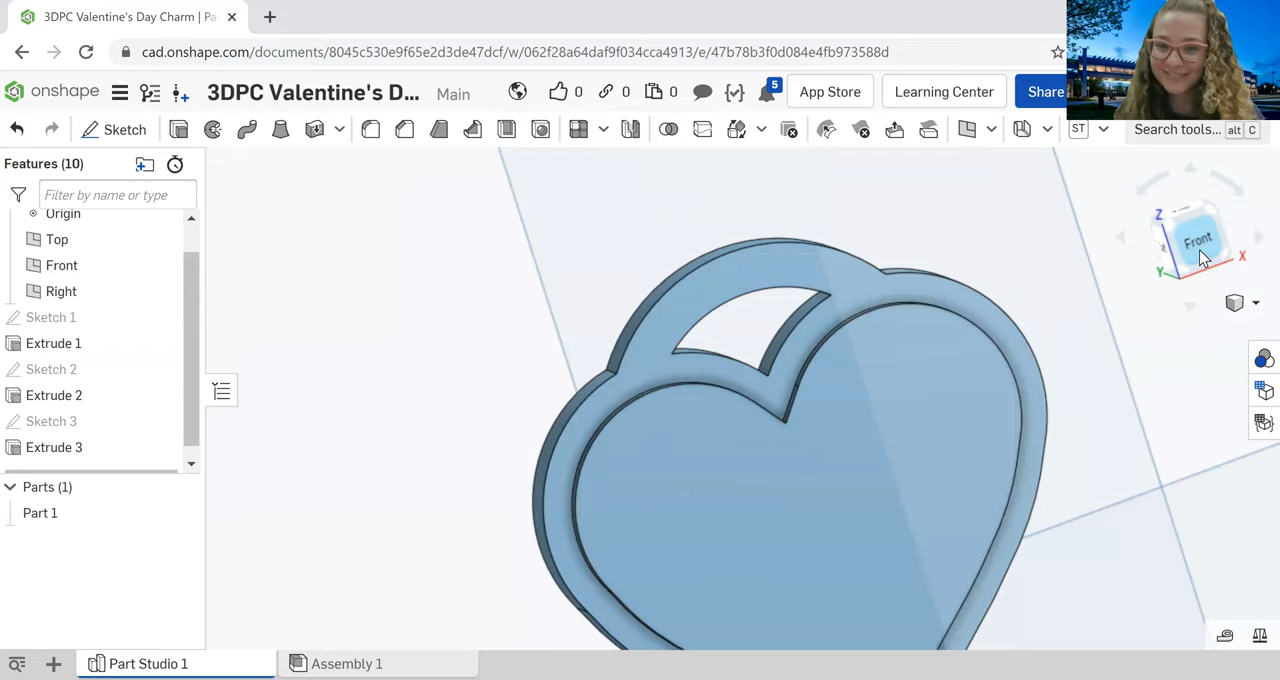 3DPC Valentine's Day Charm | Pa
cad.onshape.com/documents/8045c530e9f65e2d3de47dcf/w/062f28a64daf9f034cca4913/e/47b78b3f0d084e4fb973588d
onshape
3DPC Valentine's D...
Main
0
0
0
5
App Store
Learning Center
Share
Sketch
ST
Search tools...
alt
C
Features (10)
Filter by name or type
Origin
Top
Front
Right
Sketch 1
Extrude 1
Sketch 2
Extrude 2
Sketch 3
Extrude 3
Parts (1)
Part 1
Z
Front
X
Y
Part Studio 1
Assembly 1